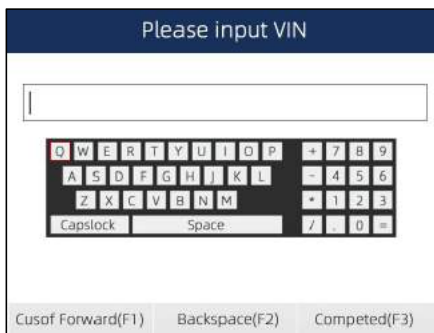 Please input VIN
Q W E R T Y U I O P + 7 8 9
A S D F G H J K L - 4 5 6
Z X C V B N M * 1 2 3
Capslock Space / . 0 =
Cusof Forward(F1) Backspace(F2) Competed(F3)